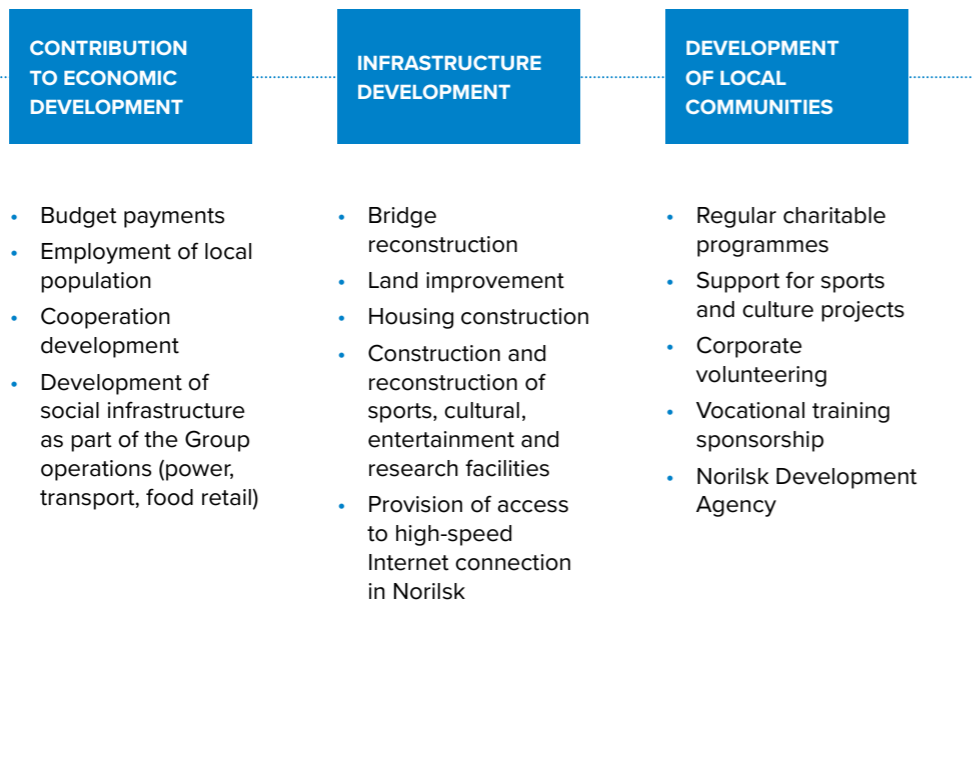 CONTRIBUTION
TO ECONOMIC
DEVELOPMENT
• Budget payments
• Employment of local
population
• Cooperation
development
• Development of
social infrastructure
as part of the Group
operations (power,
transport, food retail)
INFRASTRUCTURE
DEVELOPMENT
• Bridge
reconstruction
• Land improvement
• Housing construction
• Construction and
reconstruction of
sports, cultural,
entertainment and
research facilities
• Provision of access
to high-speed
Internet connection
in Norilsk
DEVELOPMENT
OF LOCAL
COMMUNITIES
• Regular charitable
programmes
• Support for sports
and culture projects
• Corporate
volunteering
• Vocational training
sponsorship
• Norilsk Development
Agency